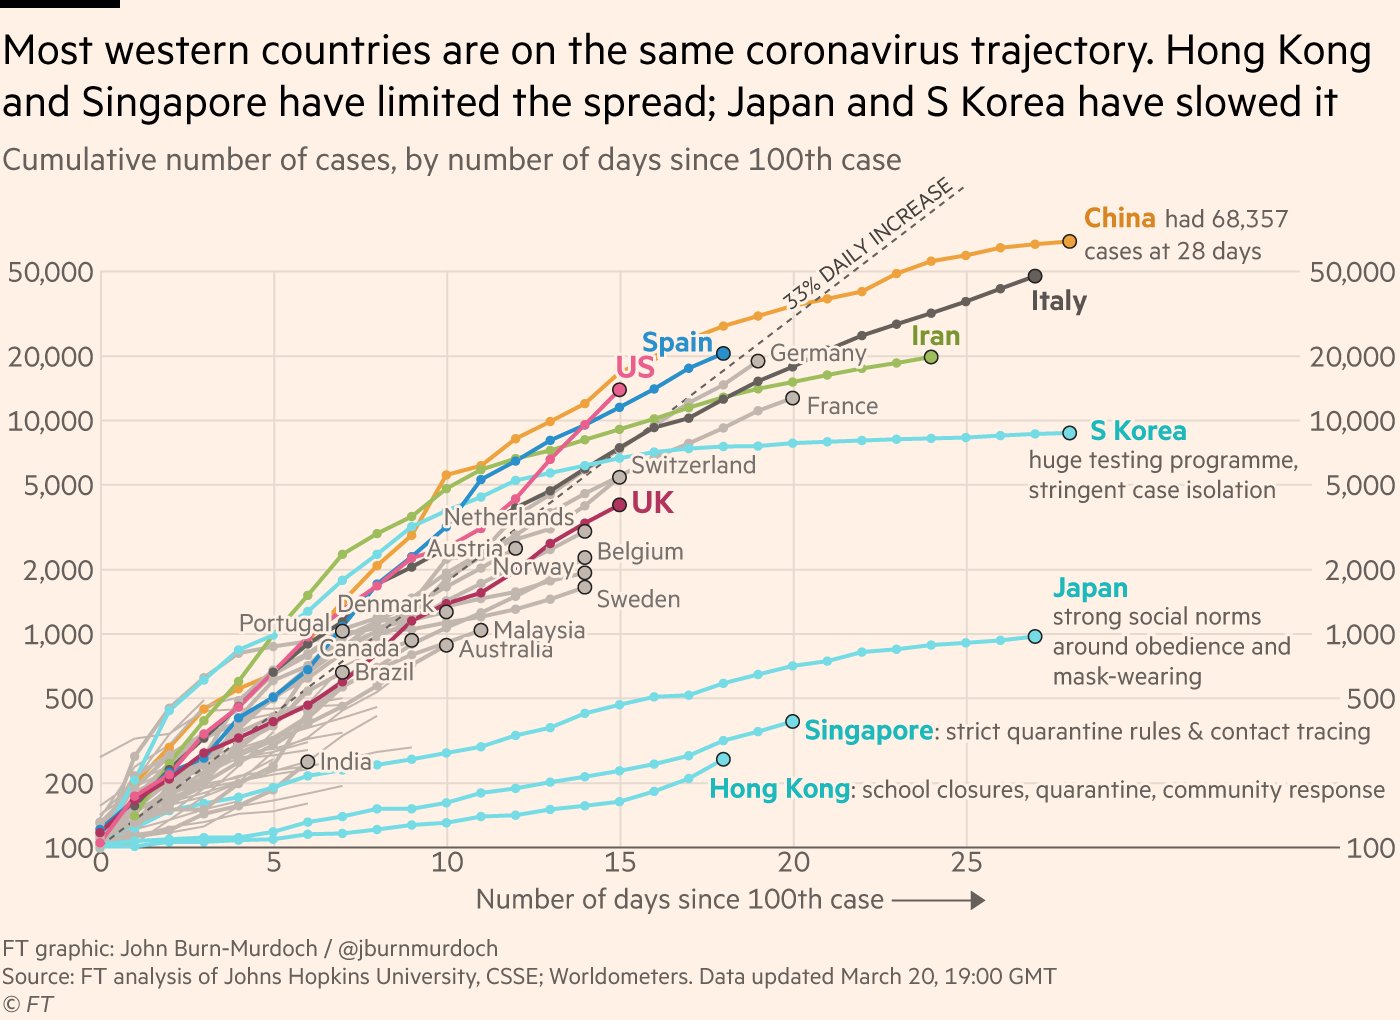 Most western countries are on the same coronavirus trajectory. Hong Kong
and Singapore have limited the spread; Japan and S Korea have slowed it
Cumulative number of cases, by number of days since 100th case
33% DAILY INCREASE
China had 68,357
cases at 28 days
50,000
50,000
Italy
Spain
Iran
US
Germany
20,000
20,000
France
10,000
10,000
S Korea
huge testing programme,
stringent case isolation
Switzerland
5,000
5,000
UK
Netherlands
Austria
Belgium
Norway
2,000
2,000
Sweden
Japan
strong social norms
around obedience and
mask-wearing
Denmark
Portugal
1,000
1,000
Malaysia
Canada
Australia
Brazil
500
500
Singapore: strict quarantine rules & contact tracing
India
200
200
Hong Kong: school closures, quarantine, community response
100
100
0 5 10 15 20 25
Number of days since 100th case
FT graphic: John Burn-Murdoch / @jburnmurdoch
Source: FT analysis of Johns Hopkins University, CSSE; Worldometers. Data updated March 20, 19:00 GMT
© FT